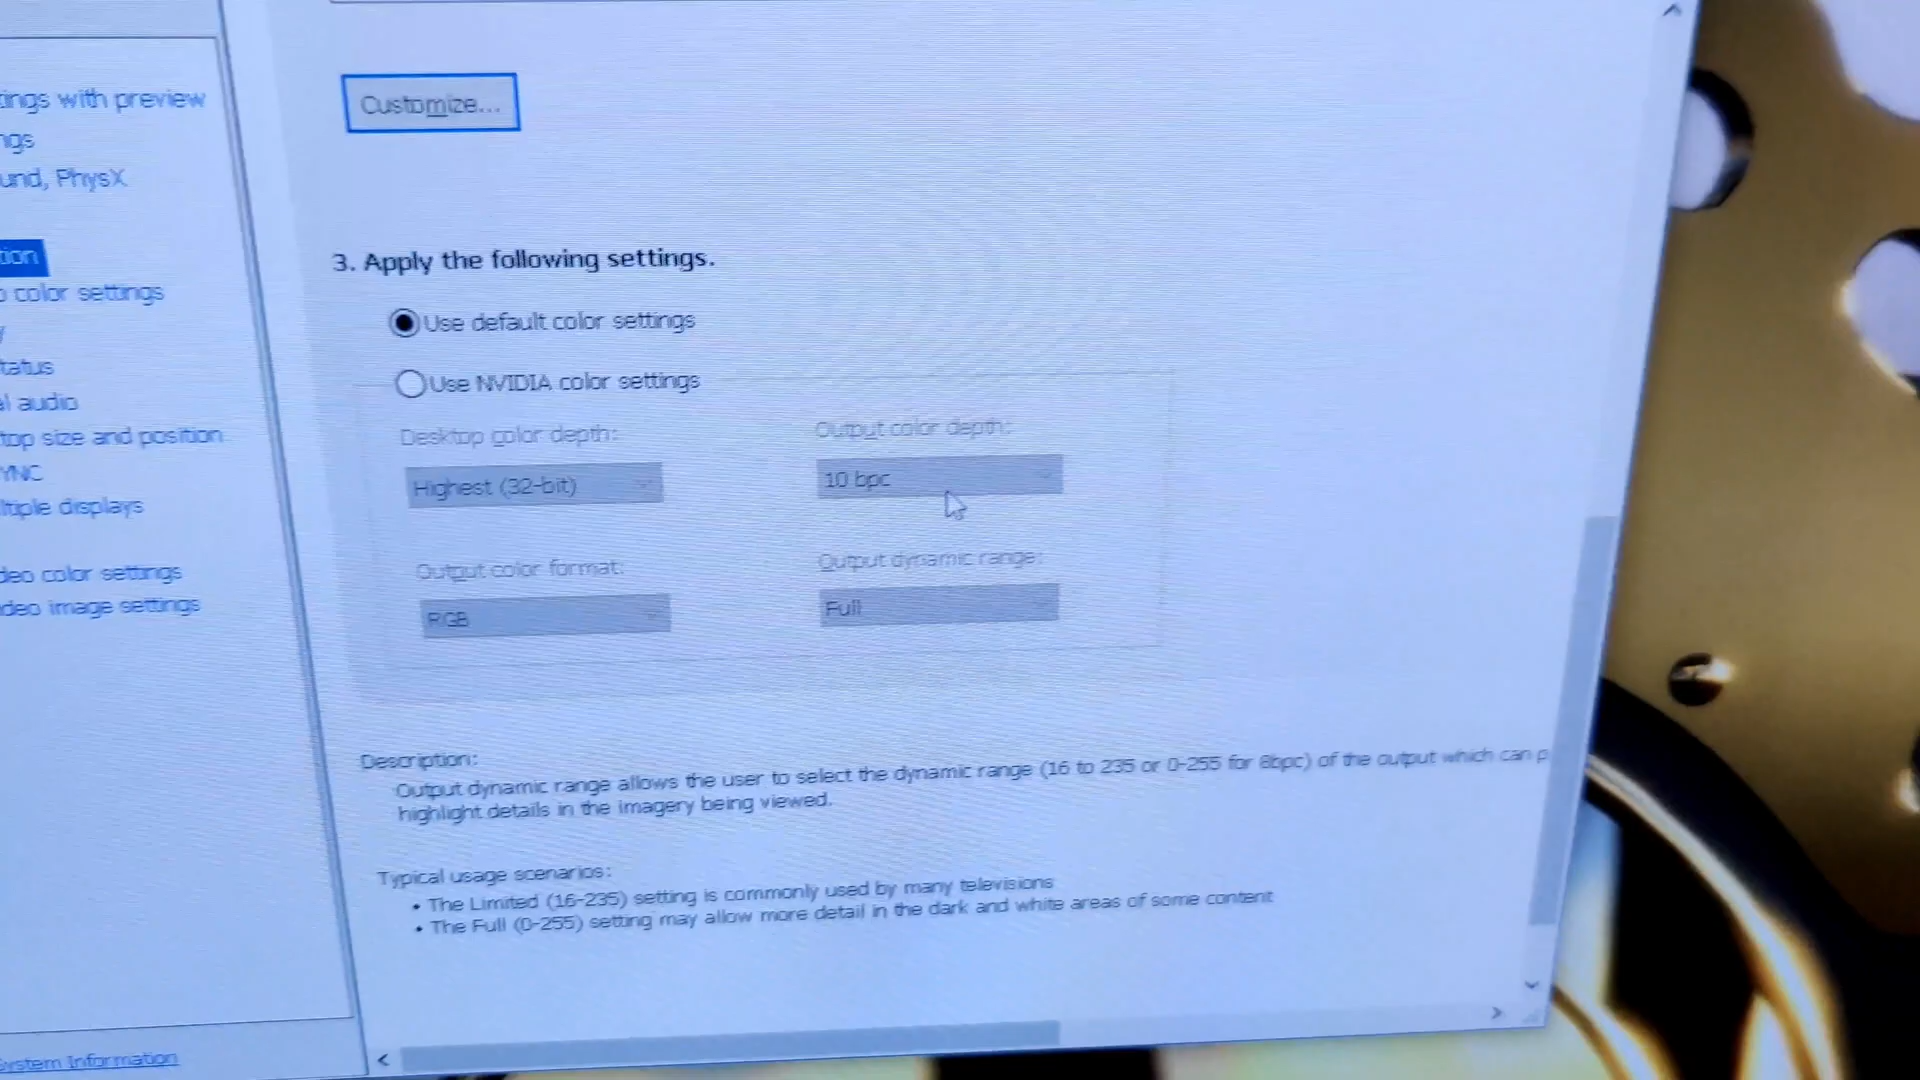 ings with preview
ngs
und, PhysX
tion
o color settings
y
tatus
al audio
top size and position
YNC
ltiple displays
deo color settings
deo image settings
System Information
Customize...
3. Apply the following settings.
Use default color settings
Use NVIDIA color settings
Desktop color depth:
Output color depth:
Highest (32-bit)
10 bpc
Output color format:
Output dynamic range:
RGB
Full
Description:
Output dynamic range allows the user to select the dynamic range (16 to 235 or 0-255 for 8bpc) of the output which can p
highlight details in the imagery being viewed.
Typical usage scenarios:
• The Limited (16-235) setting is commonly used by many televisions
• The Full (0-255) setting may allow more detail in the dark and white areas of some content